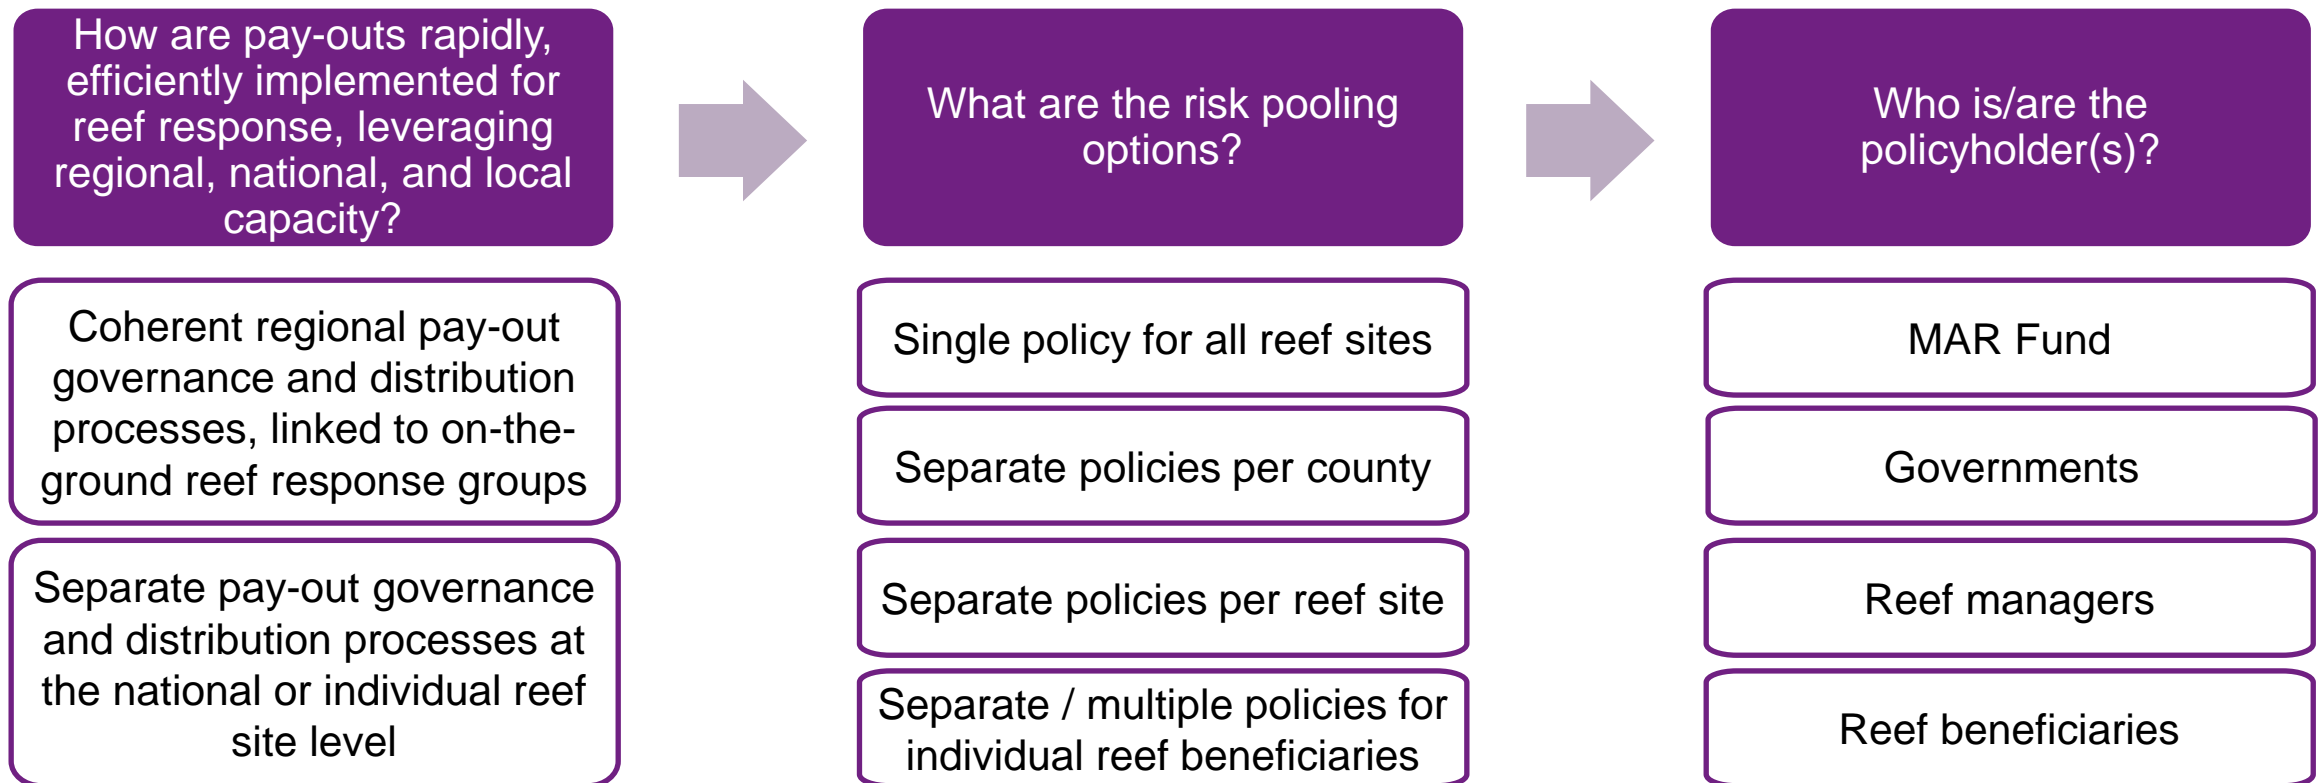 How are pay-outs rapidly,
efficiently implemented for
reef response, leveraging
regional, national, and local
capacity?
Coherent regional pay-out
governance and distribution
processes, linked to on-the-
ground reef response groups
Separate pay-out governance
and distribution processes at
the national or individual reef
site level
What are the risk pooling
options?
Single policy for all reef sites
Separate policies per county
Separate policies per reef site
Separate / multiple policies for
individual reef beneficiaries
Who is/are the
policyholder(s)?
MAR Fund
Governments
Reef managers
Reef beneficiaries